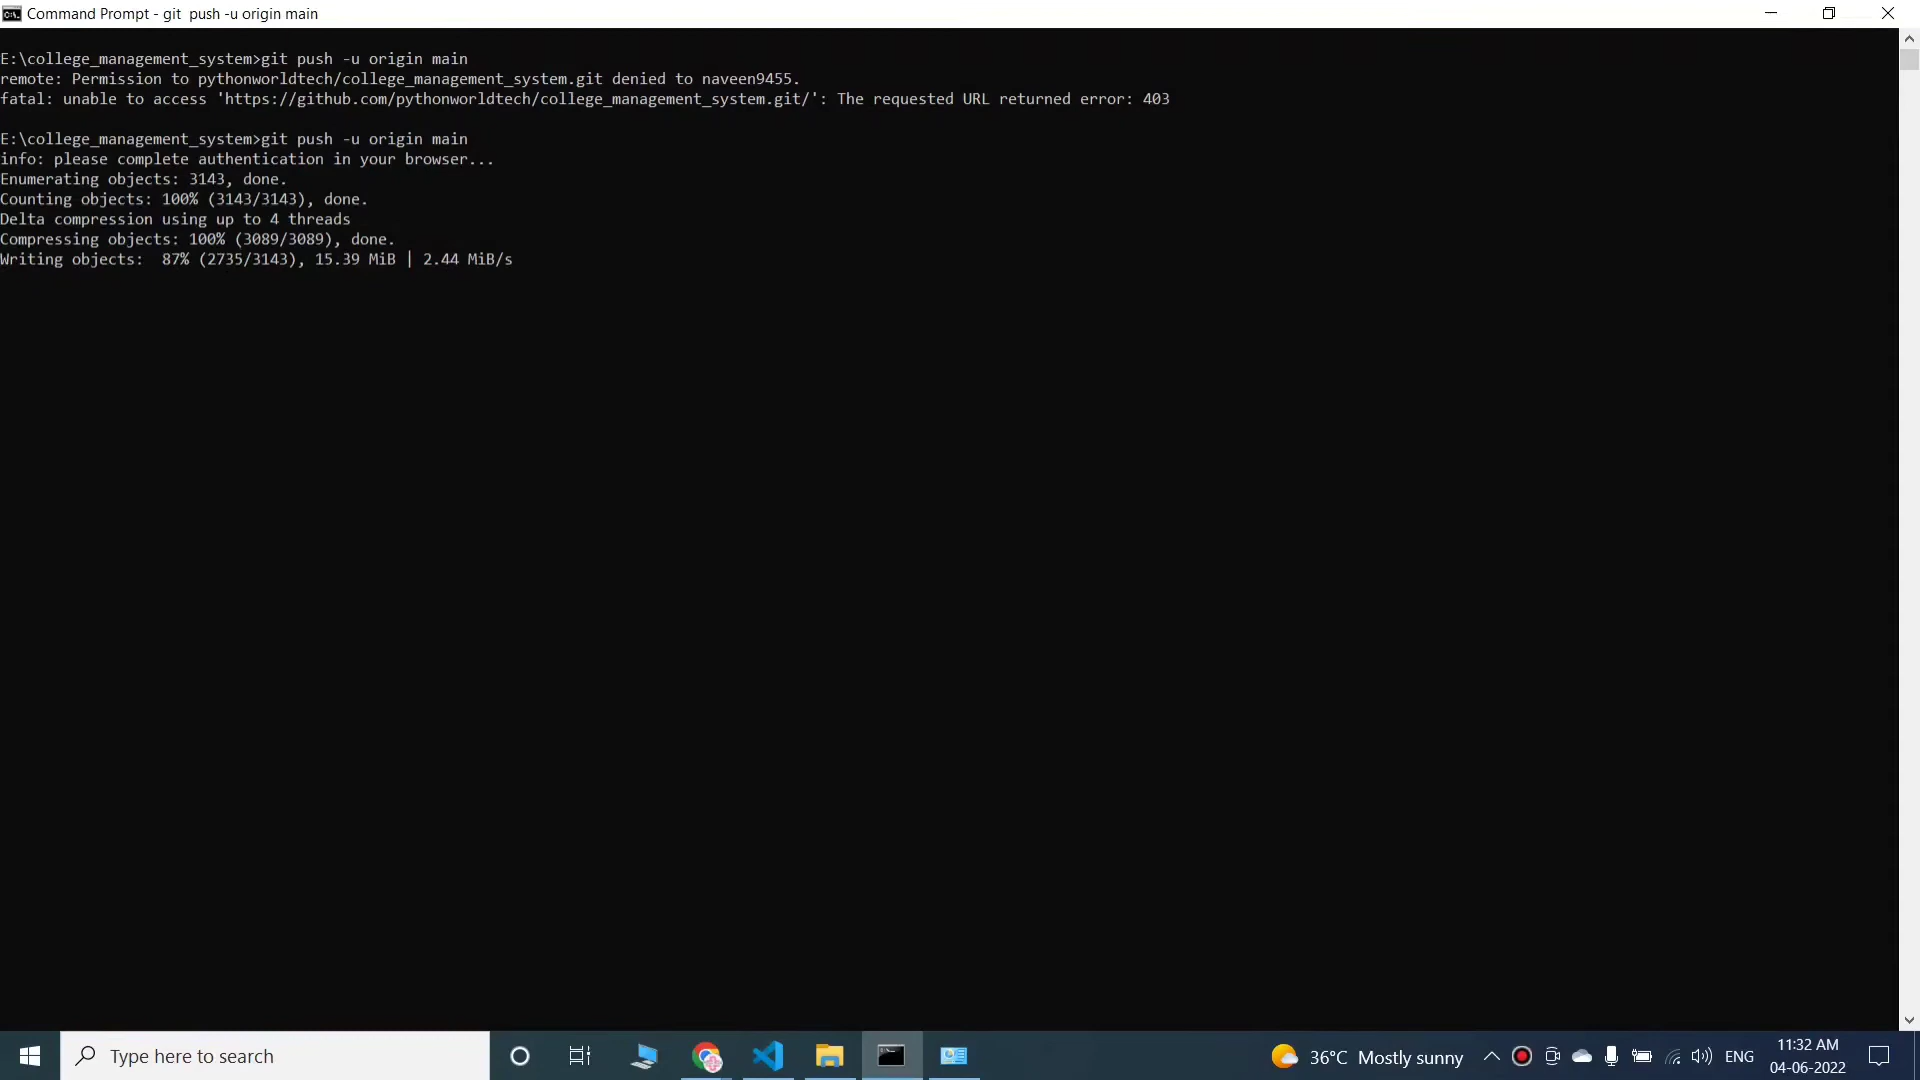 Command Prompt - git  push -u origin main
E:\college_management_system>git push -u origin main
remote: Permission to pythonworldtech/college_management_system.git denied to naveen9455.
fatal: unable to access 'https://github.com/pythonworldtech/college_management_system.git/': The requested URL returned error: 403
E:\college_management_system>git push -u origin main
info: please complete authentication in your browser...
Enumerating objects: 3143, done.
Counting objects: 100% (3143/3143), done.
Delta compression using up to 4 threads
Compressing objects: 100% (3089/3089), done.
Writing objects:  87% (2735/3143), 15.39 MiB | 2.44 MiB/s
Type here to search
36°C Mostly sunny
ENG
11:32 AM
04-06-2022